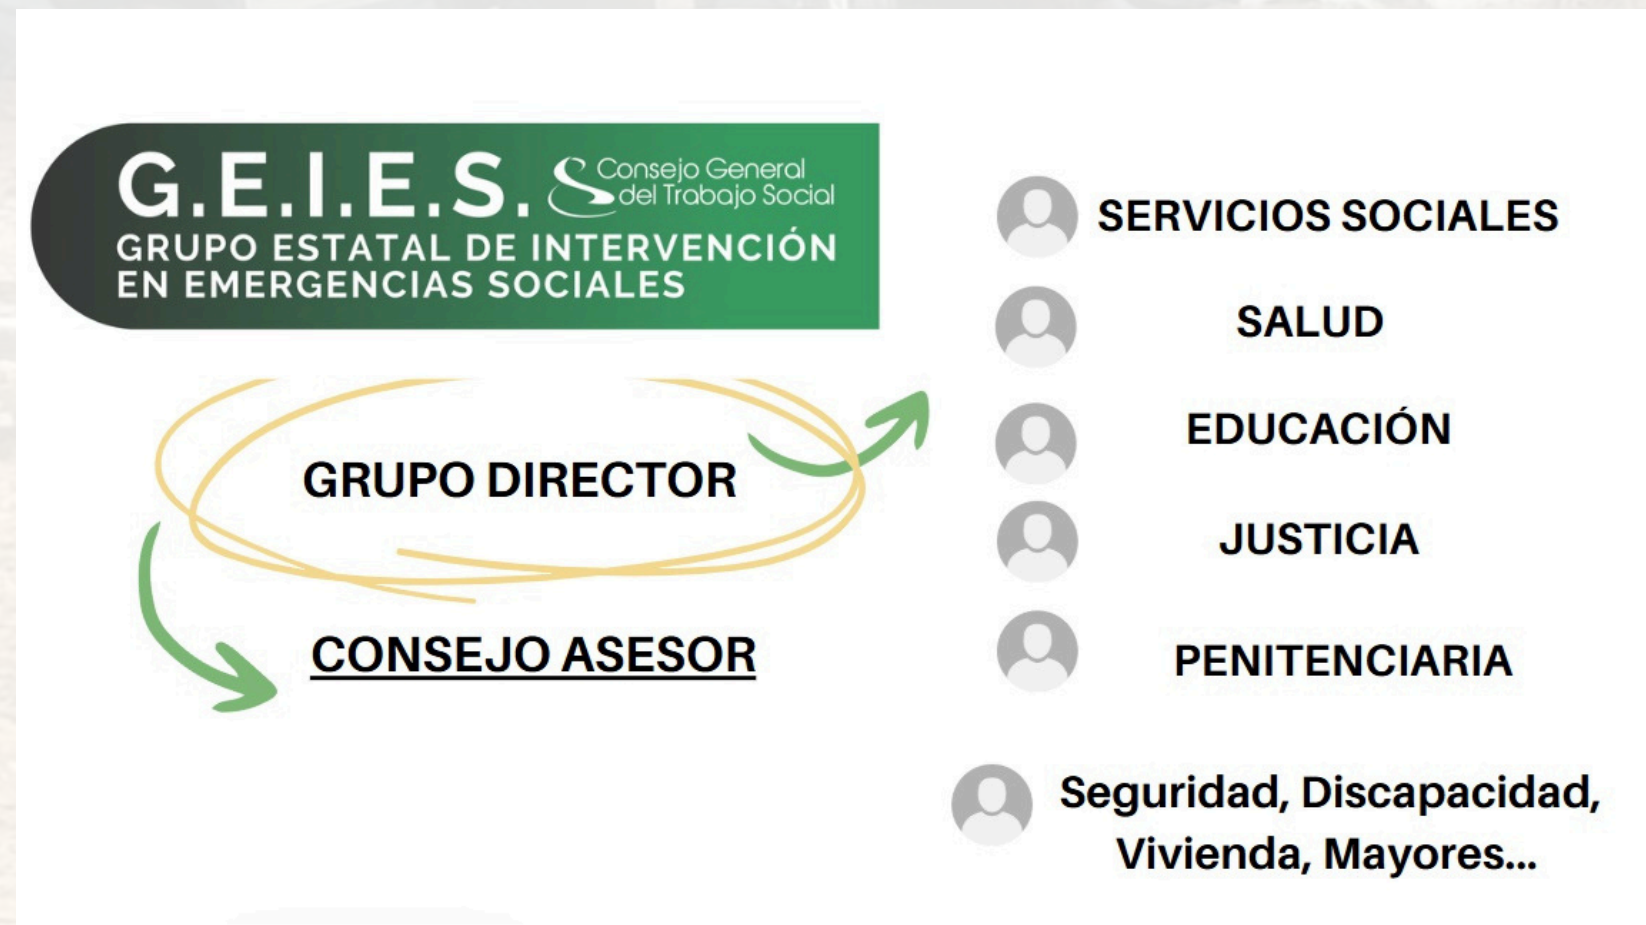 G.E.I.E.S.
Consejo General
del Trabajo Social
GRUPO ESTATAL DE INTERVENCIÓN
EN EMERGENCIAS SOCIALES
GRUPO DIRECTOR
CONSEJO ASESOR
SERVICIOS SOCIALES
SALUD
EDUCACIÓN
JUSTICIA
PENITENCIARIA
Seguridad, Discapacidad,
Vivienda, Mayores...